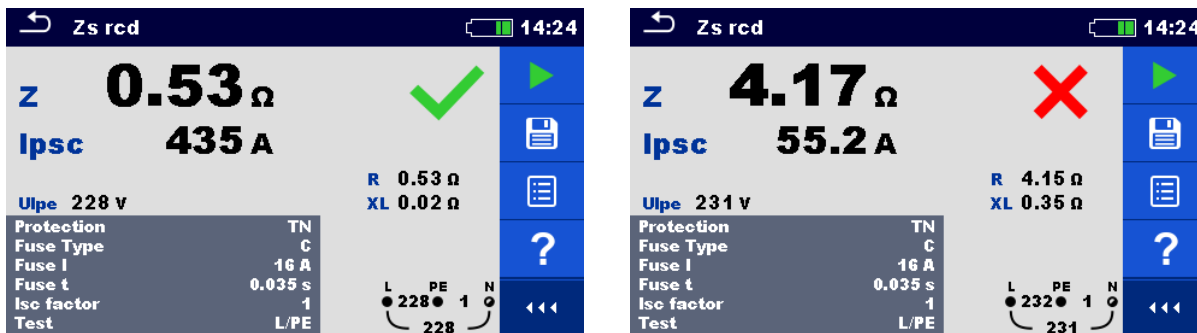 Zs rcd 14:24
Z 0.53 Ω
Ipsc 435 A
R 0.53 Ω
Ulpe 228 V XL 0.02 Ω
Protection TN
Fuse Type C
Fuse I 16 A
Fuse t 0.035 s
Isc factor 1
Test L/PE
?
L PE N
228 1
228
Zs rcd 14:24
Z 4.17 Ω
Ipsc 55.2 A
R 4.15 Ω
Ulpe 231 V XL 0.35 Ω
Protection TN
Fuse Type C
Fuse I 16 A
Fuse t 0.035 s
Isc factor 1
Test L/PE
?
L PE N
232 1
231